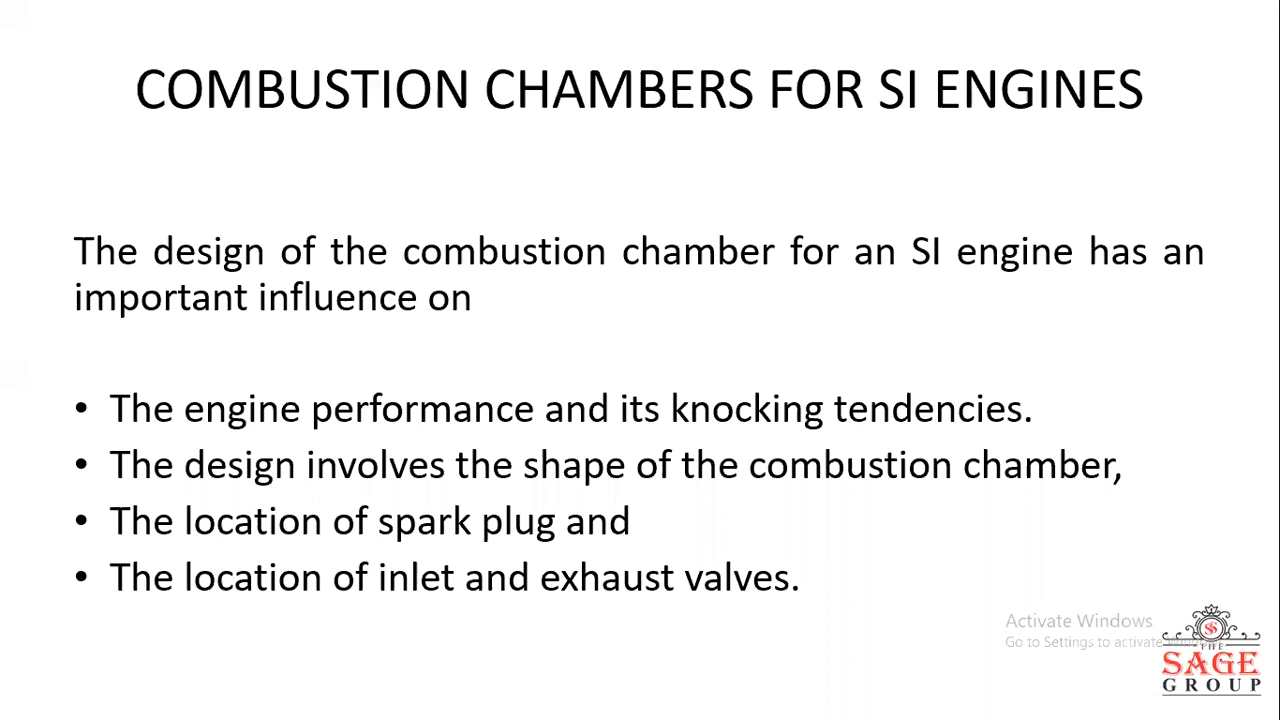 COMBUSTION CHAMBERS FOR SI ENGINES
The design of the combustion chamber for an SI engine has an
important influence on
• The engine performance and its knocking tendencies.
• The design involves the shape of the combustion chamber,
• The location of spark plug and
• The location of inlet and exhaust valves.
Activate Windows
Go to Settings to activate
THE
SAGE
GROUP